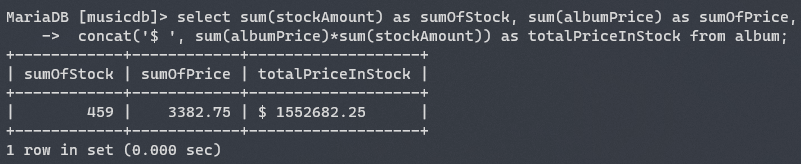 MariaDB [musicdb]> select sum(stockAmount) as sumOfStock, sum(albumPrice) as sumOfPrice,
    ->  concat('$ ', sum(albumPrice)*sum(stockAmount)) as totalPriceInStock from album;
+------------+------------+-------------------+
| sumOfStock | sumOfPrice | totalPriceInStock |
+------------+------------+-------------------+
|        459 |    3382.75 | $ 1552682.25      |
+------------+------------+-------------------+
1 row in set (0.000 sec)